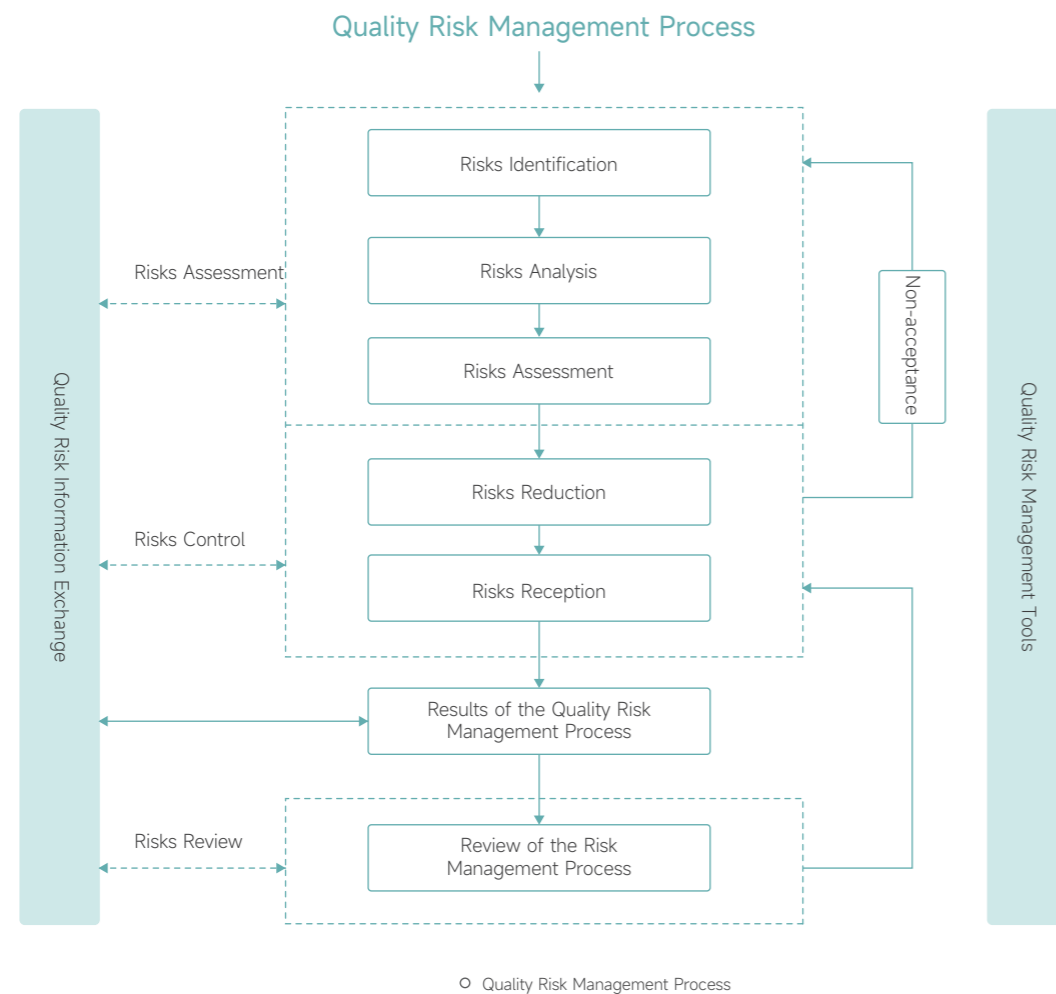 Quality Risk Management Process
Risks Identification
Risks Analysis
Risks Assessment
Risks Assessment
Non-acceptance
Quality Risk Information Exchange
Quality Risk Management Tools
Risks Reduction
Risks Control
Risks Reception
Results of the Quality Risk
Management Process
Risks Review
Review of the Risk
Management Process
Quality Risk Management Process